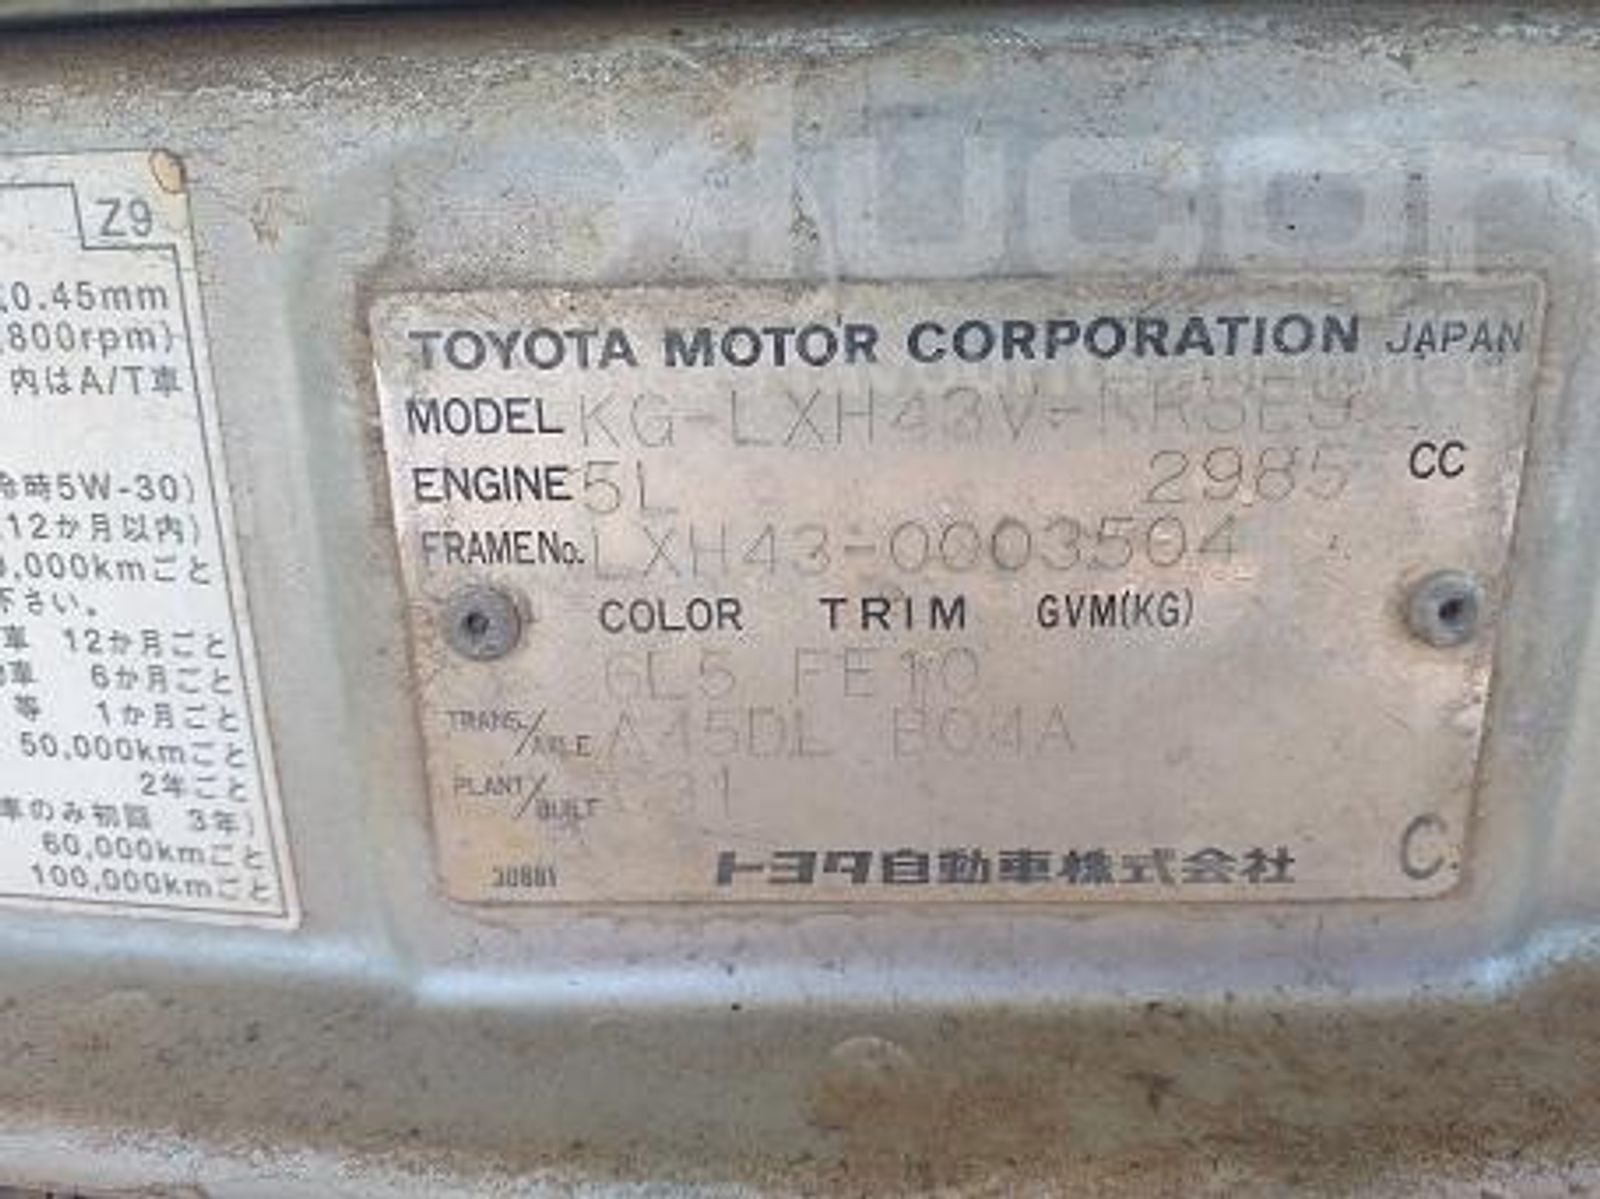 Z9
0.45mm
800rpm)
内はA/T車
冷時5W-30)
12か月以内)
,000kmごと
下さい。
車 12か月ごと
車 6か月ごと
等 1か月ごと
50,000kmごと
2年ごと
車のみ初回 3年)
60,000kmごと
100,000kmごと
TOYOTA MOTOR CORPORATION JAPAN
MODEL KG-LXH43V-RRSES
ENGINE 5L 2985 CC
FRAME No. LXH43-0003504
COLOR TRIM GVM(KG)
6L5 FE10
TRANS./AXLE A45DL B04A
PLANT/BUILT
30881
トヨタ自動車株式会社 C.